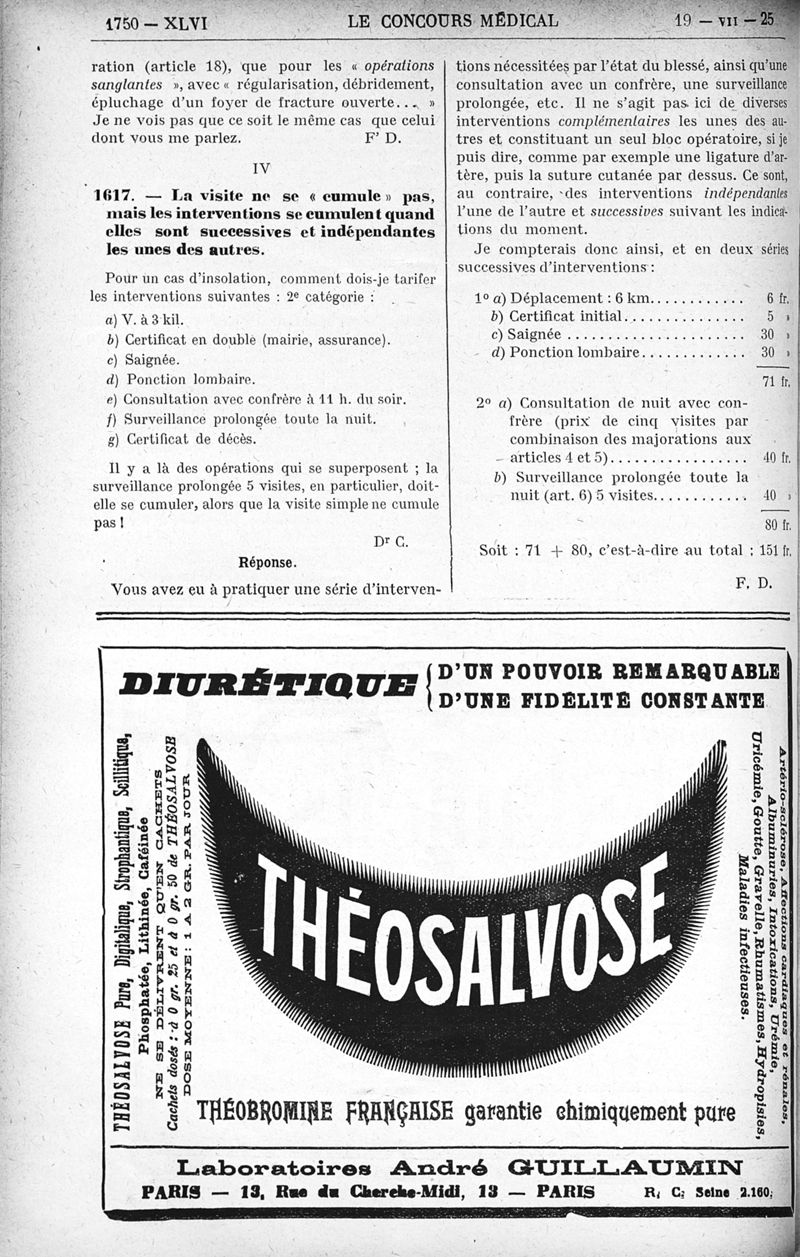 1750 — XLVI
LE CONCOURS MÉDICAL
19 — VII — 25
ration (article 18), que pour les « opérations
sanglantes », avec « régularisation, débridement,
épluchage d'un foyer de fracture ouverte... »
Je ne vois pas que ce soit le même cas que celui
dont vous me parlez. F' D.
IV
1617. — La visite ne se « cumule » pas,
mais les interventions se cumulent quand
elles sont successives et indépendantes
les unes des autres.
Pour un cas d'insolation, comment dois-je tarifer
les interventions suivantes : 2e catégorie :
a) V. à 3 kil.
b) Certificat en double (mairie, assurance).
c) Saignée.
d) Ponction lombaire.
e) Consultation avec confrère à 11 h. du soir.
f) Surveillance prolongée toute la nuit.
g) Certificat de décès.
Il y a là des opérations qui se superposent ; la
surveillance prolongée 5 visites, en particulier, doit-
elle se cumuler, alors que la visite simple ne cumule
pas !
Dr C.
Réponse.
Vous avez eu à pratiquer une série d'interven-
tions nécessitées par l'état du blessé, ainsi qu'une
consultation avec un confrère, une surveillance
prolongée, etc. Il ne s'agit pas ici de diverses
interventions complémentaires les unes des au-
tres et constituant un seul bloc opératoire, si je
puis dire, comme par exemple une ligature d'ar-
tère, puis la suture cutanée par dessus. Ce sont,
au contraire, des interventions indépendantes
l'une de l'autre et successives suivant les indica-
tions du moment.
Je compterais donc ainsi, et en deux séries
successives d'interventions :
1o a) Déplacement : 6 km............ 6 fr.
b) Certificat initial............... 5 »
c) Saignée ...................... 30 »
d) Ponction lombaire............. 30 »
71 fr.
2o a) Consultation de nuit avec con-
frère (prix de cinq visites par
combinaison des majorations aux
articles 4 et 5)................. 40 fr.
b) Surveillance prolongée toute la
nuit (art. 6) 5 visites............ 40 »
80 fr.
Soit : 71 + 80, c'est-à-dire au total : 151 fr.
F. D.
DIURÉTIQUE
D'UN POUVOIR REMARQUABLE
D'UNE FIDÉLITÉ CONSTANTE
THÉOSALVOSE Pure, Digitalique, Strophantique, Scillitique,
Phosphatée, Lithinée, Caféinée
NE SE DÉLIVRENT QU'EN CACHETS
Cachets dosés : à 0 gr. 25 et à 0 gr. 50 de THÉOSALVOSE
DOSE MOYENNE : 1 A 2 GR. PAR JOUR
THÉOSALVOSE
Artério-sclérose, Affections cardiaques et rénales,
Albuminuries, Intoxications, Urémie,
Uricémie, Goutte, Gravelle, Rhumatismes, Hydropisies,
Maladies infectieuses.
THÉOBROMINE FRANÇAISE garantie chimiquement pure
Laboratoires André GUILLAUMIN
PARIS — 13, Rue du Cherche-Midi, 13 — PARIS R. C. Seine 2.160.